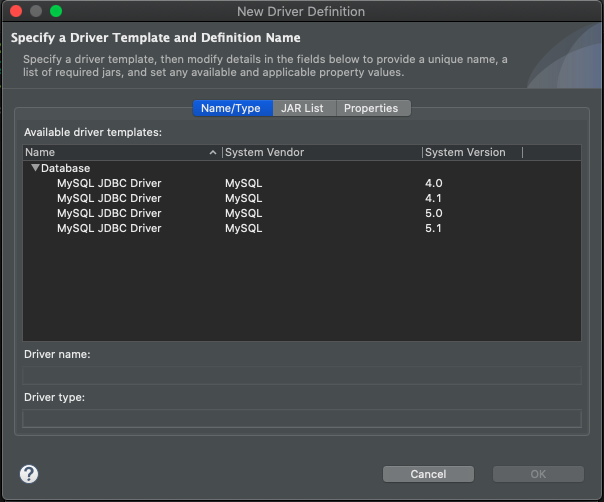 New Driver Definition
Specify a Driver Template and Definition Name
Specify a driver template, then modify details in the fields below to provide a unique name, a
list of required jars, and set any available and applicable property values.
Name/Type JAR List Properties
Available driver templates:
Name System Vendor System Version
Database
MySQL JDBC Driver MySQL 4.0
MySQL JDBC Driver MySQL 4.1
MySQL JDBC Driver MySQL 5.0
MySQL JDBC Driver MySQL 5.1
Driver name:
Driver type:
? Cancel OK